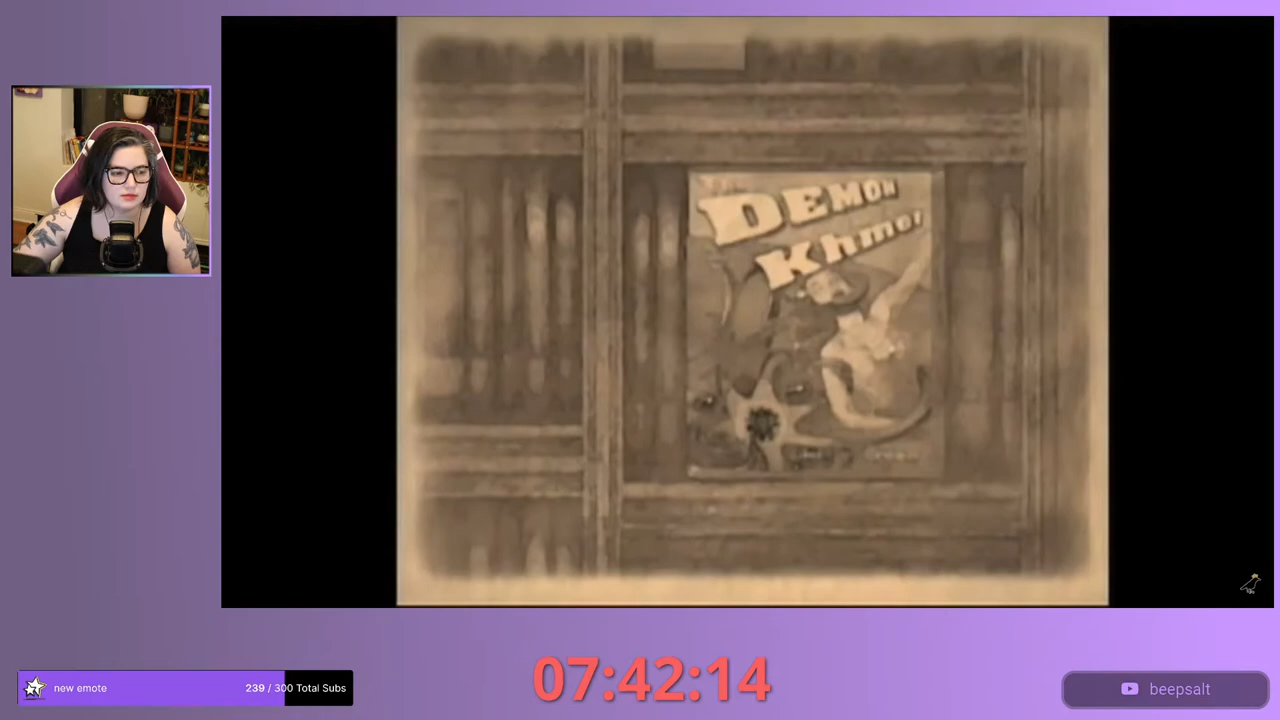 DEMON
Khmer
new emote
239 / 300 Total Subs
07:42:14
beepsalt